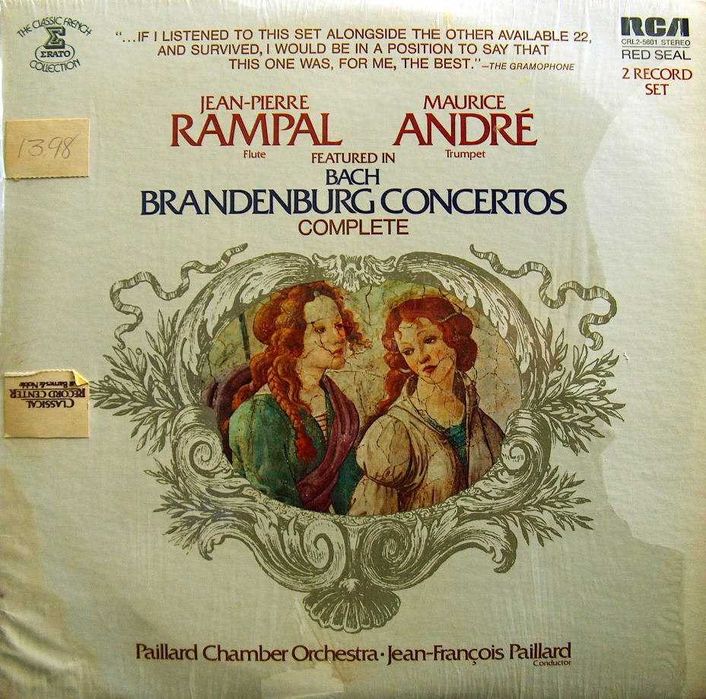 THE CLASSIC FRENCH
ERATO
COLLECTION
"...IF I LISTENED TO THIS SET ALONGSIDE THE OTHER AVAILABLE 22,
AND SURVIVED, I WOULD BE IN A POSITION TO SAY THAT
THIS ONE WAS, FOR ME, THE BEST."—THE GRAMOPHONE
RCA
CRL2-5801 STEREO
RED SEAL
2 RECORD
SET
JEAN-PIERRE
RAMPAL
Flute
MAURICE
ANDRÉ
Trumpet
13.98
FEATURED IN
BACH
BRANDENBURG CONCERTOS
COMPLETE
CLASSICAL
RECORD CENTER
at Barnes & Noble
Paillard Chamber Orchestra · Jean-François Paillard
Conductor